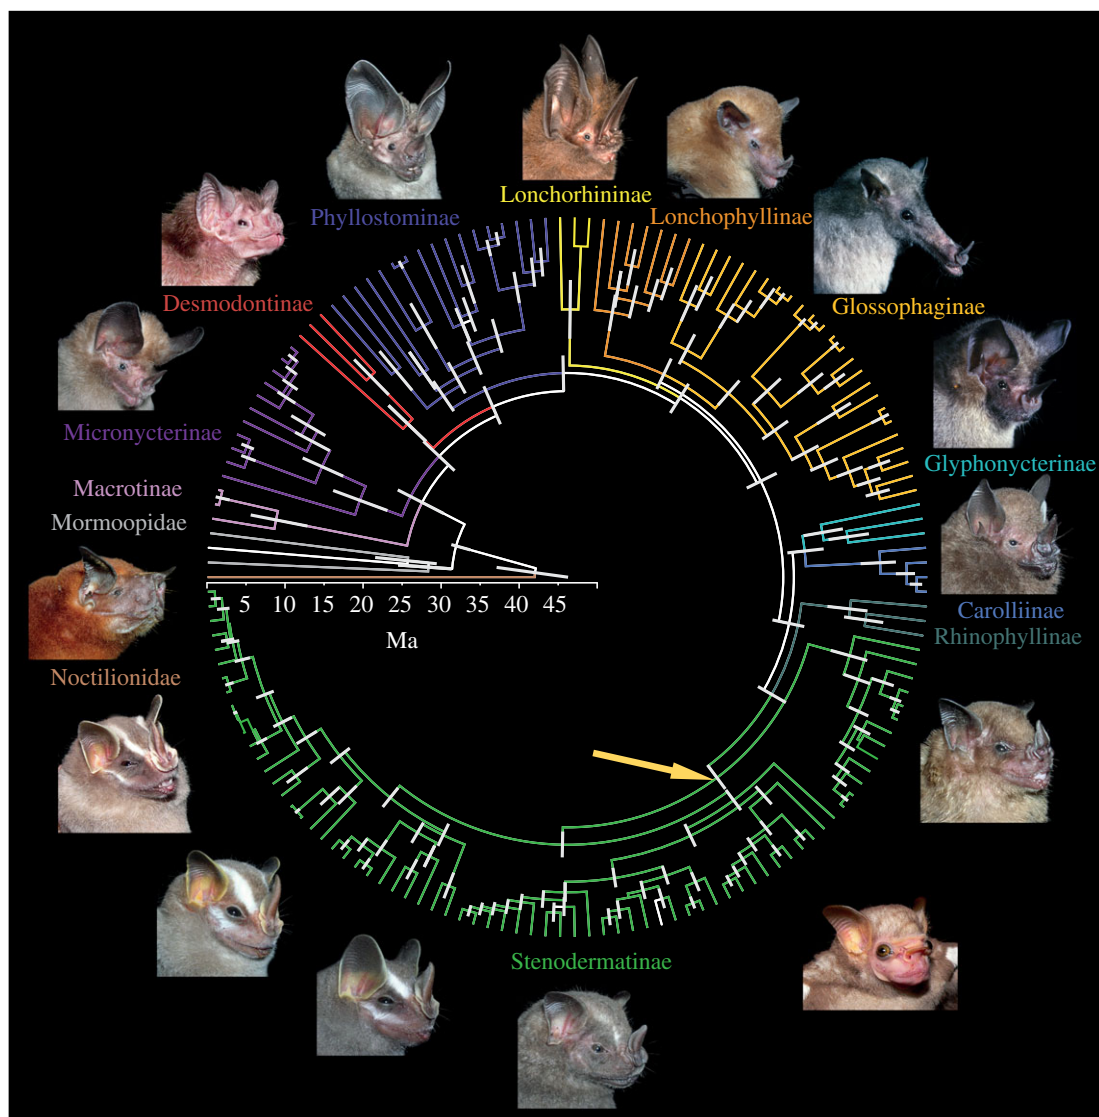 Lonchorhininae
Phyllostominae
Lonchophyllinae
Desmodontinae
Glossophaginae
Micronycterinae
Glyphonycterinae
Macrotinae
Mormoopidae
5 10 15 20 25 30 35 40 45
Ma
Carolliinae
Rhinophyllinae
Noctilionidae
Stenodermatinae